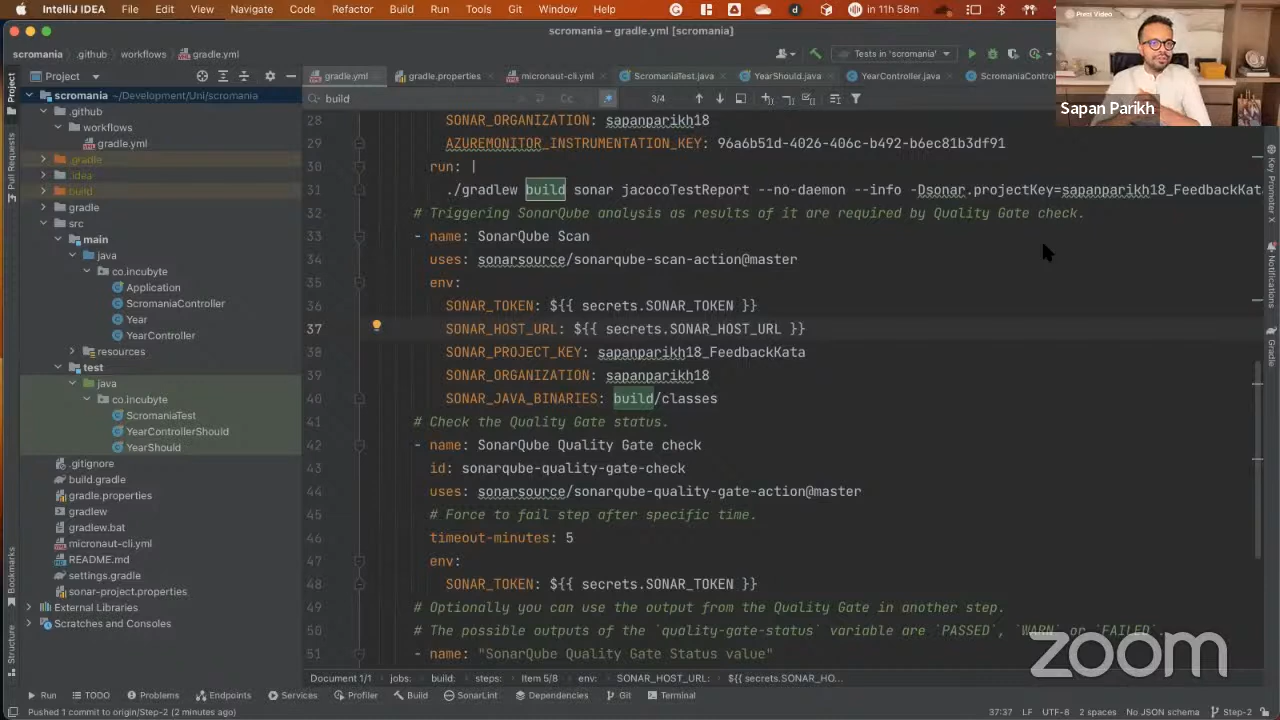 IntelliJ IDEA File Edit View Navigate Code Refactor Build Run Tools Git Window Help in 11h 58m
scromania – gradle.yml [scromania]
scromania .github workflows gradle.yml Tests in 'scromania'
Project gradle.yml gradle.properties micronaut-cli.yml ScromaniaTest.java YearShould.java YearController.java ScromaniaContro
build Cc 3/4
Sapan Parikh
Project
Pull Requests
Bookmarks
Structure
Key Promoter X
Notifications
Gradle
scromania ~/Development/Uni/scromania
.github
workflows
gradle.yml
.gradle
.idea
build
gradle
src
main
java
co.incubyte
Application
ScromaniaController
Year
YearController
resources
test
java
co.incubyte
ScromaniaTest
YearControllerShould
YearShould
.gitignore
build.gradle
gradle.properties
gradlew
gradlew.bat
micronaut-cli.yml
README.md
settings.gradle
sonar-project.properties
External Libraries
Scratches and Consoles
28 SONAR_ORGANIZATION: sapanparikh18
29 AZUREMONITOR_INSTRUMENTATION_KEY: 96a6b51d-4026-406c-b492-b6ec81b3df91
30 run: |
31 ./gradlew build sonar jacocoTestReport --no-daemon --info -Dsonar.projectKey=sapanparikh18_FeedbackKat
32 # Triggering SonarQube analysis as results of it are required by Quality Gate check.
33 - name: SonarQube Scan
34 uses: sonarsource/sonarqube-scan-action@master
35 env:
36 SONAR_TOKEN: ${{ secrets.SONAR_TOKEN }}
37 SONAR_HOST_URL: ${{ secrets.SONAR_HOST_URL }}
38 SONAR_PROJECT_KEY: sapanparikh18_FeedbackKata
39 SONAR_ORGANIZATION: sapanparikh18
40 SONAR_JAVA_BINARIES: build/classes
41 # Check the Quality Gate status.
42 - name: SonarQube Quality Gate check
43 id: sonarqube-quality-gate-check
44 uses: sonarsource/sonarqube-quality-gate-action@master
45 # Force to fail step after specific time.
46 timeout-minutes: 5
47 env:
48 SONAR_TOKEN: ${{ secrets.SONAR_TOKEN }}
49 # Optionally you can use the output from the Quality Gate in another step.
50 # The possible outputs of the `quality-gate-status` variable are `PASSED`, `WARN` or `FAILED`.
51 - name: "SonarQube Quality Gate Status value"
zoom
Document 1/1 jobs: build: steps: Item 5/8 env: SONAR_HOST_URL: ${{ secrets.SONAR_HO...
Run TODO Problems Endpoints Services Profiler Build SonarLint Dependencies Git Terminal
Pushed 1 commit to origin/Step-2 (2 minutes ago) 37:37 LF UTF-8 2 spaces No JSON schema Step-2